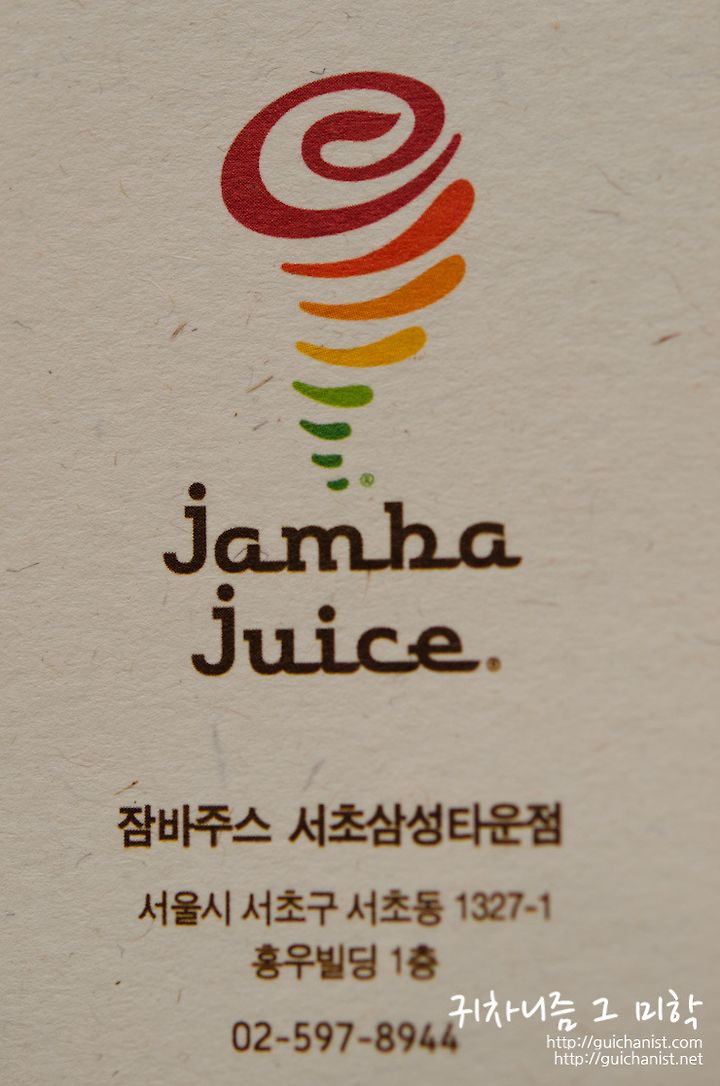 jamba
juice
잠바주스 서초삼성타운점
서울시 서초구 서초동 1327-1
홍우빌딩 1층
02-597-8944
귀차니즘 그 미학
http://guichanist.com
http://guichanist.net